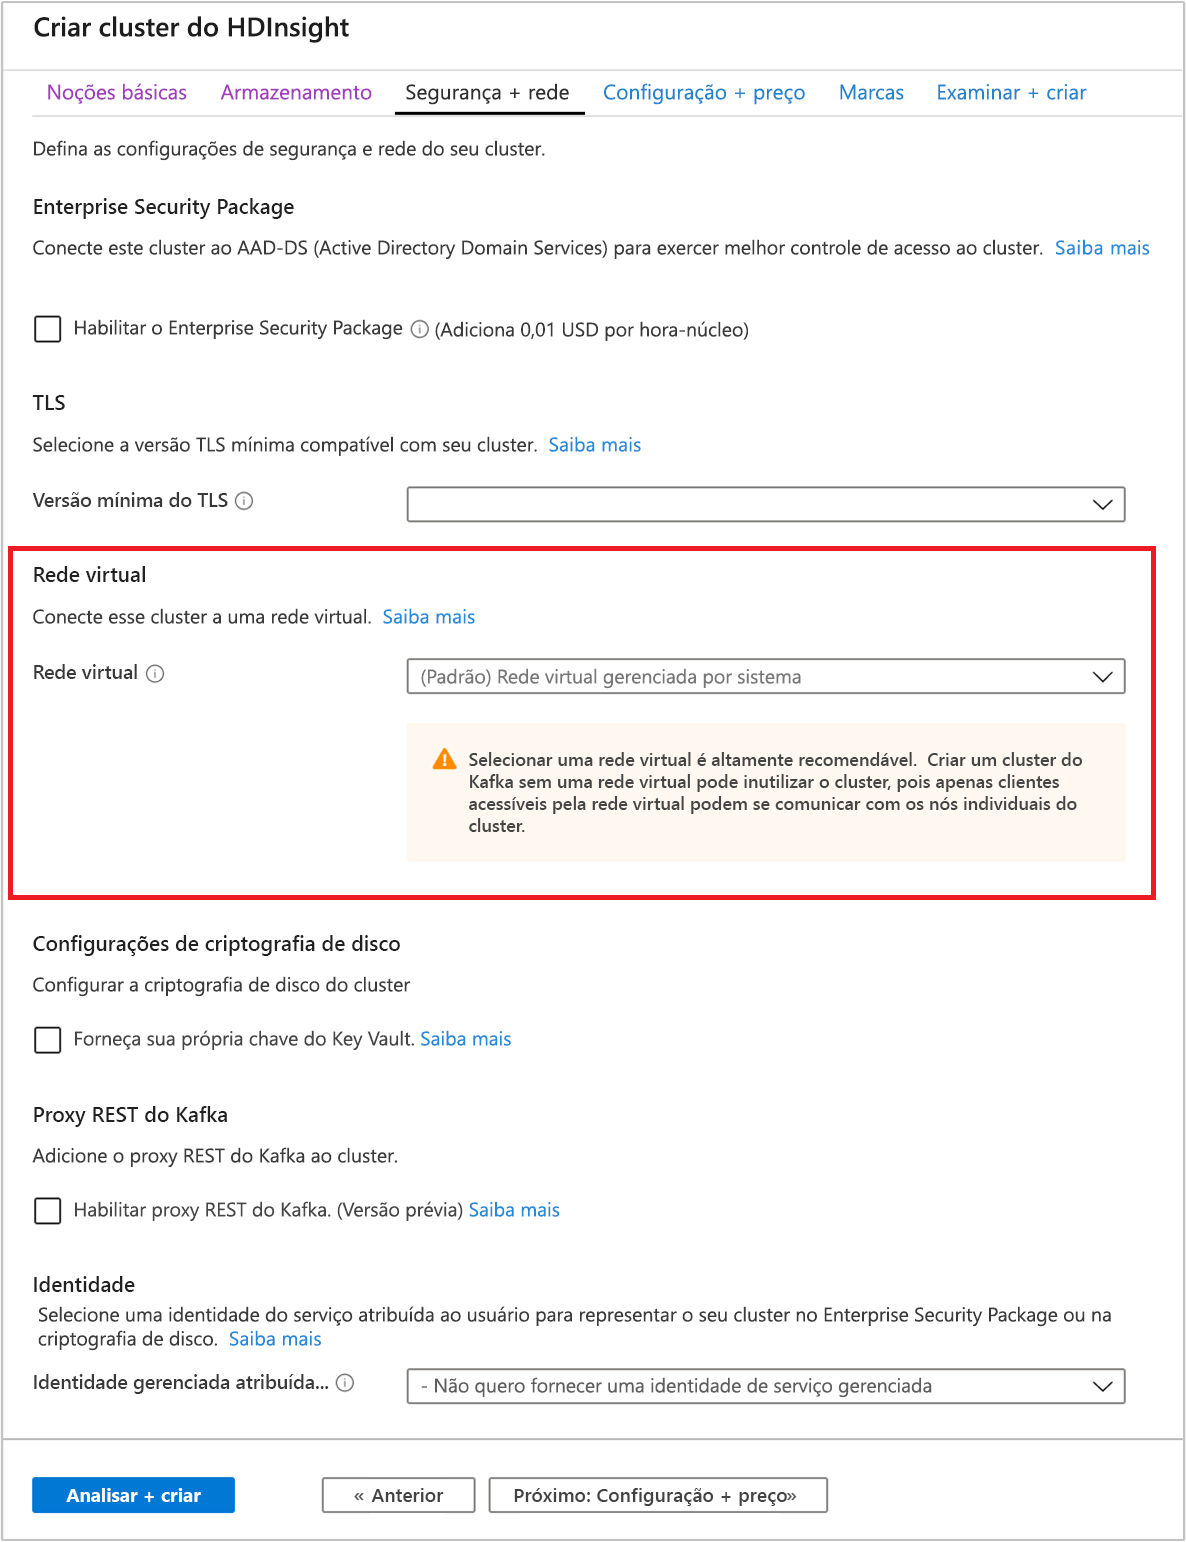 Criar cluster do HDInsight
Noções básicas Armazenamento Segurança + rede Configuração + preço Marcas Examinar + criar
Defina as configurações de segurança e rede do seu cluster.
Enterprise Security Package
Conecte este cluster ao AAD-DS (Active Directory Domain Services) para exercer melhor controle de acesso ao cluster. Saiba mais
Habilitar o Enterprise Security Package (Adiciona 0,01 USD por hora-núcleo)
TLS
Selecione a versão TLS mínima compatível com seu cluster. Saiba mais
Versão mínima do TLS
Rede virtual
Conecte esse cluster a uma rede virtual. Saiba mais
Rede virtual (Padrão) Rede virtual gerenciada por sistema
Selecionar uma rede virtual é altamente recomendável. Criar um cluster do
Kafka sem uma rede virtual pode inutilizar o cluster, pois apenas clientes
acessíveis pela rede virtual podem se comunicar com os nós individuais do
cluster.
Configurações de criptografia de disco
Configurar a criptografia de disco do cluster
Forneça sua própria chave do Key Vault. Saiba mais
Proxy REST do Kafka
Adicione o proxy REST do Kafka ao cluster.
Habilitar proxy REST do Kafka. (Versão prévia) Saiba mais
Identidade
Selecione uma identidade do serviço atribuída ao usuário para representar o seu cluster no Enterprise Security Package ou na
criptografia de disco. Saiba mais
Identidade gerenciada atribuída... - Não quero fornecer uma identidade de serviço gerenciada
Analisar + criar « Anterior Próximo: Configuração + preço»